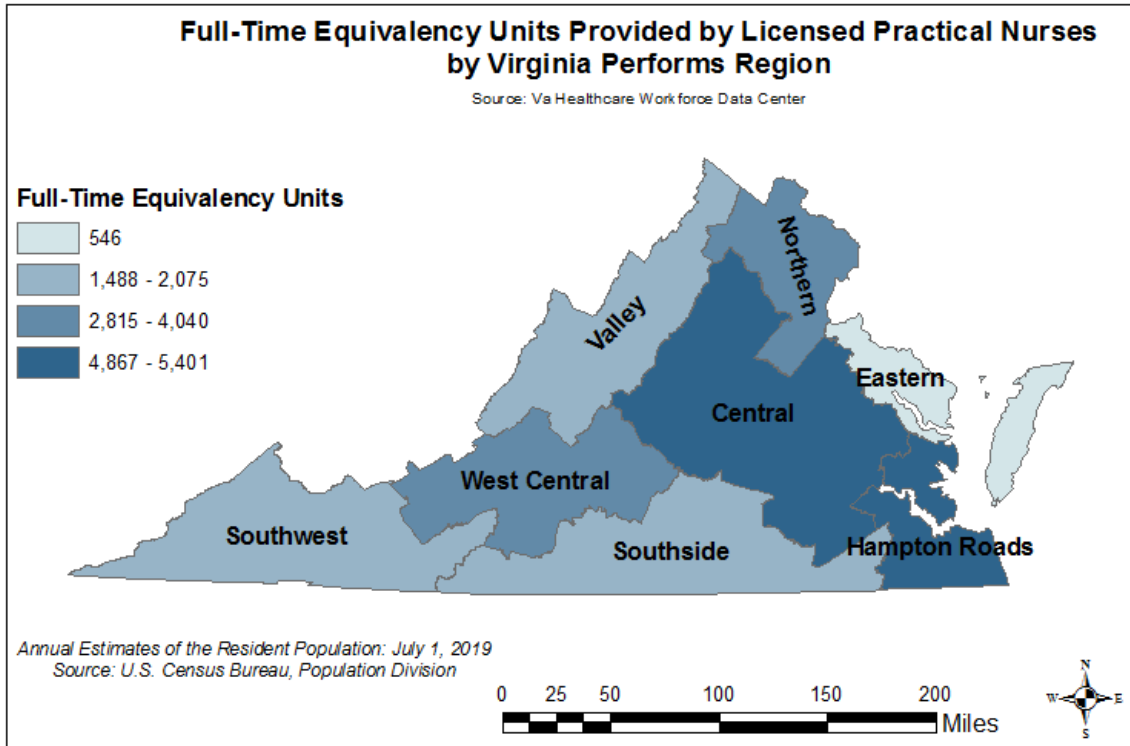 Full-Time Equivalency Units Provided by Licensed Practical Nurses
by Virginia Performs Region
Source: Va Healthcare Workforce Data Center
Full-Time Equivalency Units
546
1,488 - 2,075
2,815 - 4,040
4,867 - 5,401
Northern
Valley
Eastern
Central
West Central
Southwest
Southside
Hampton Roads
Annual Estimates of the Resident Population: July 1, 2019
Source: U.S. Census Bureau, Population Division
0 25 50 100 150 200
Miles
N
W E
S